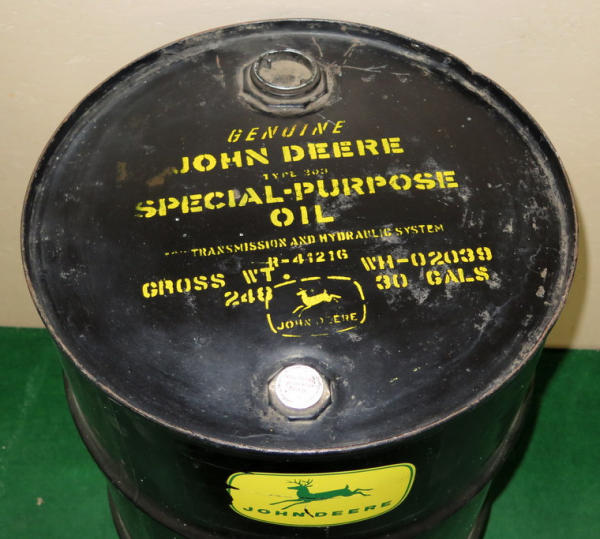 GENUINE
JOHN DEERE
TYPE 303
SPECIAL-PURPOSE
OIL
TRANSMISSION AND HYDRAULIC SYSTEM
R-41216 WH-02039
GROSS WT. 30 GALS
248
JOHN DEERE
JOHN DEERE